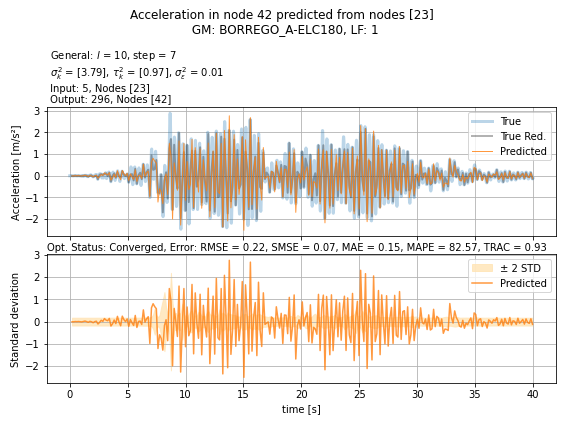 Acceleration in node 42 predicted from nodes [23]
GM: BORREGO_A-ELC180, LF: 1
General: l = 10, step = 7
σ²ₖ = [3.79], τ²ₖ = [0.97], σ²ε = 0.01
Input: 5, Nodes [23]
Output: 296, Nodes [42]
Acceleration [m/s²]
3
2
1
0
−1
−2
True
True Red.
Predicted
Opt. Status: Converged, Error: RMSE = 0.22, SMSE = 0.07, MAE = 0.15, MAPE = 82.57, TRAC = 0.93
Standard deviation
3
2
1
0
−1
−2
± 2 STD
Predicted
0 5 10 15 20 25 30 35 40
time [s]